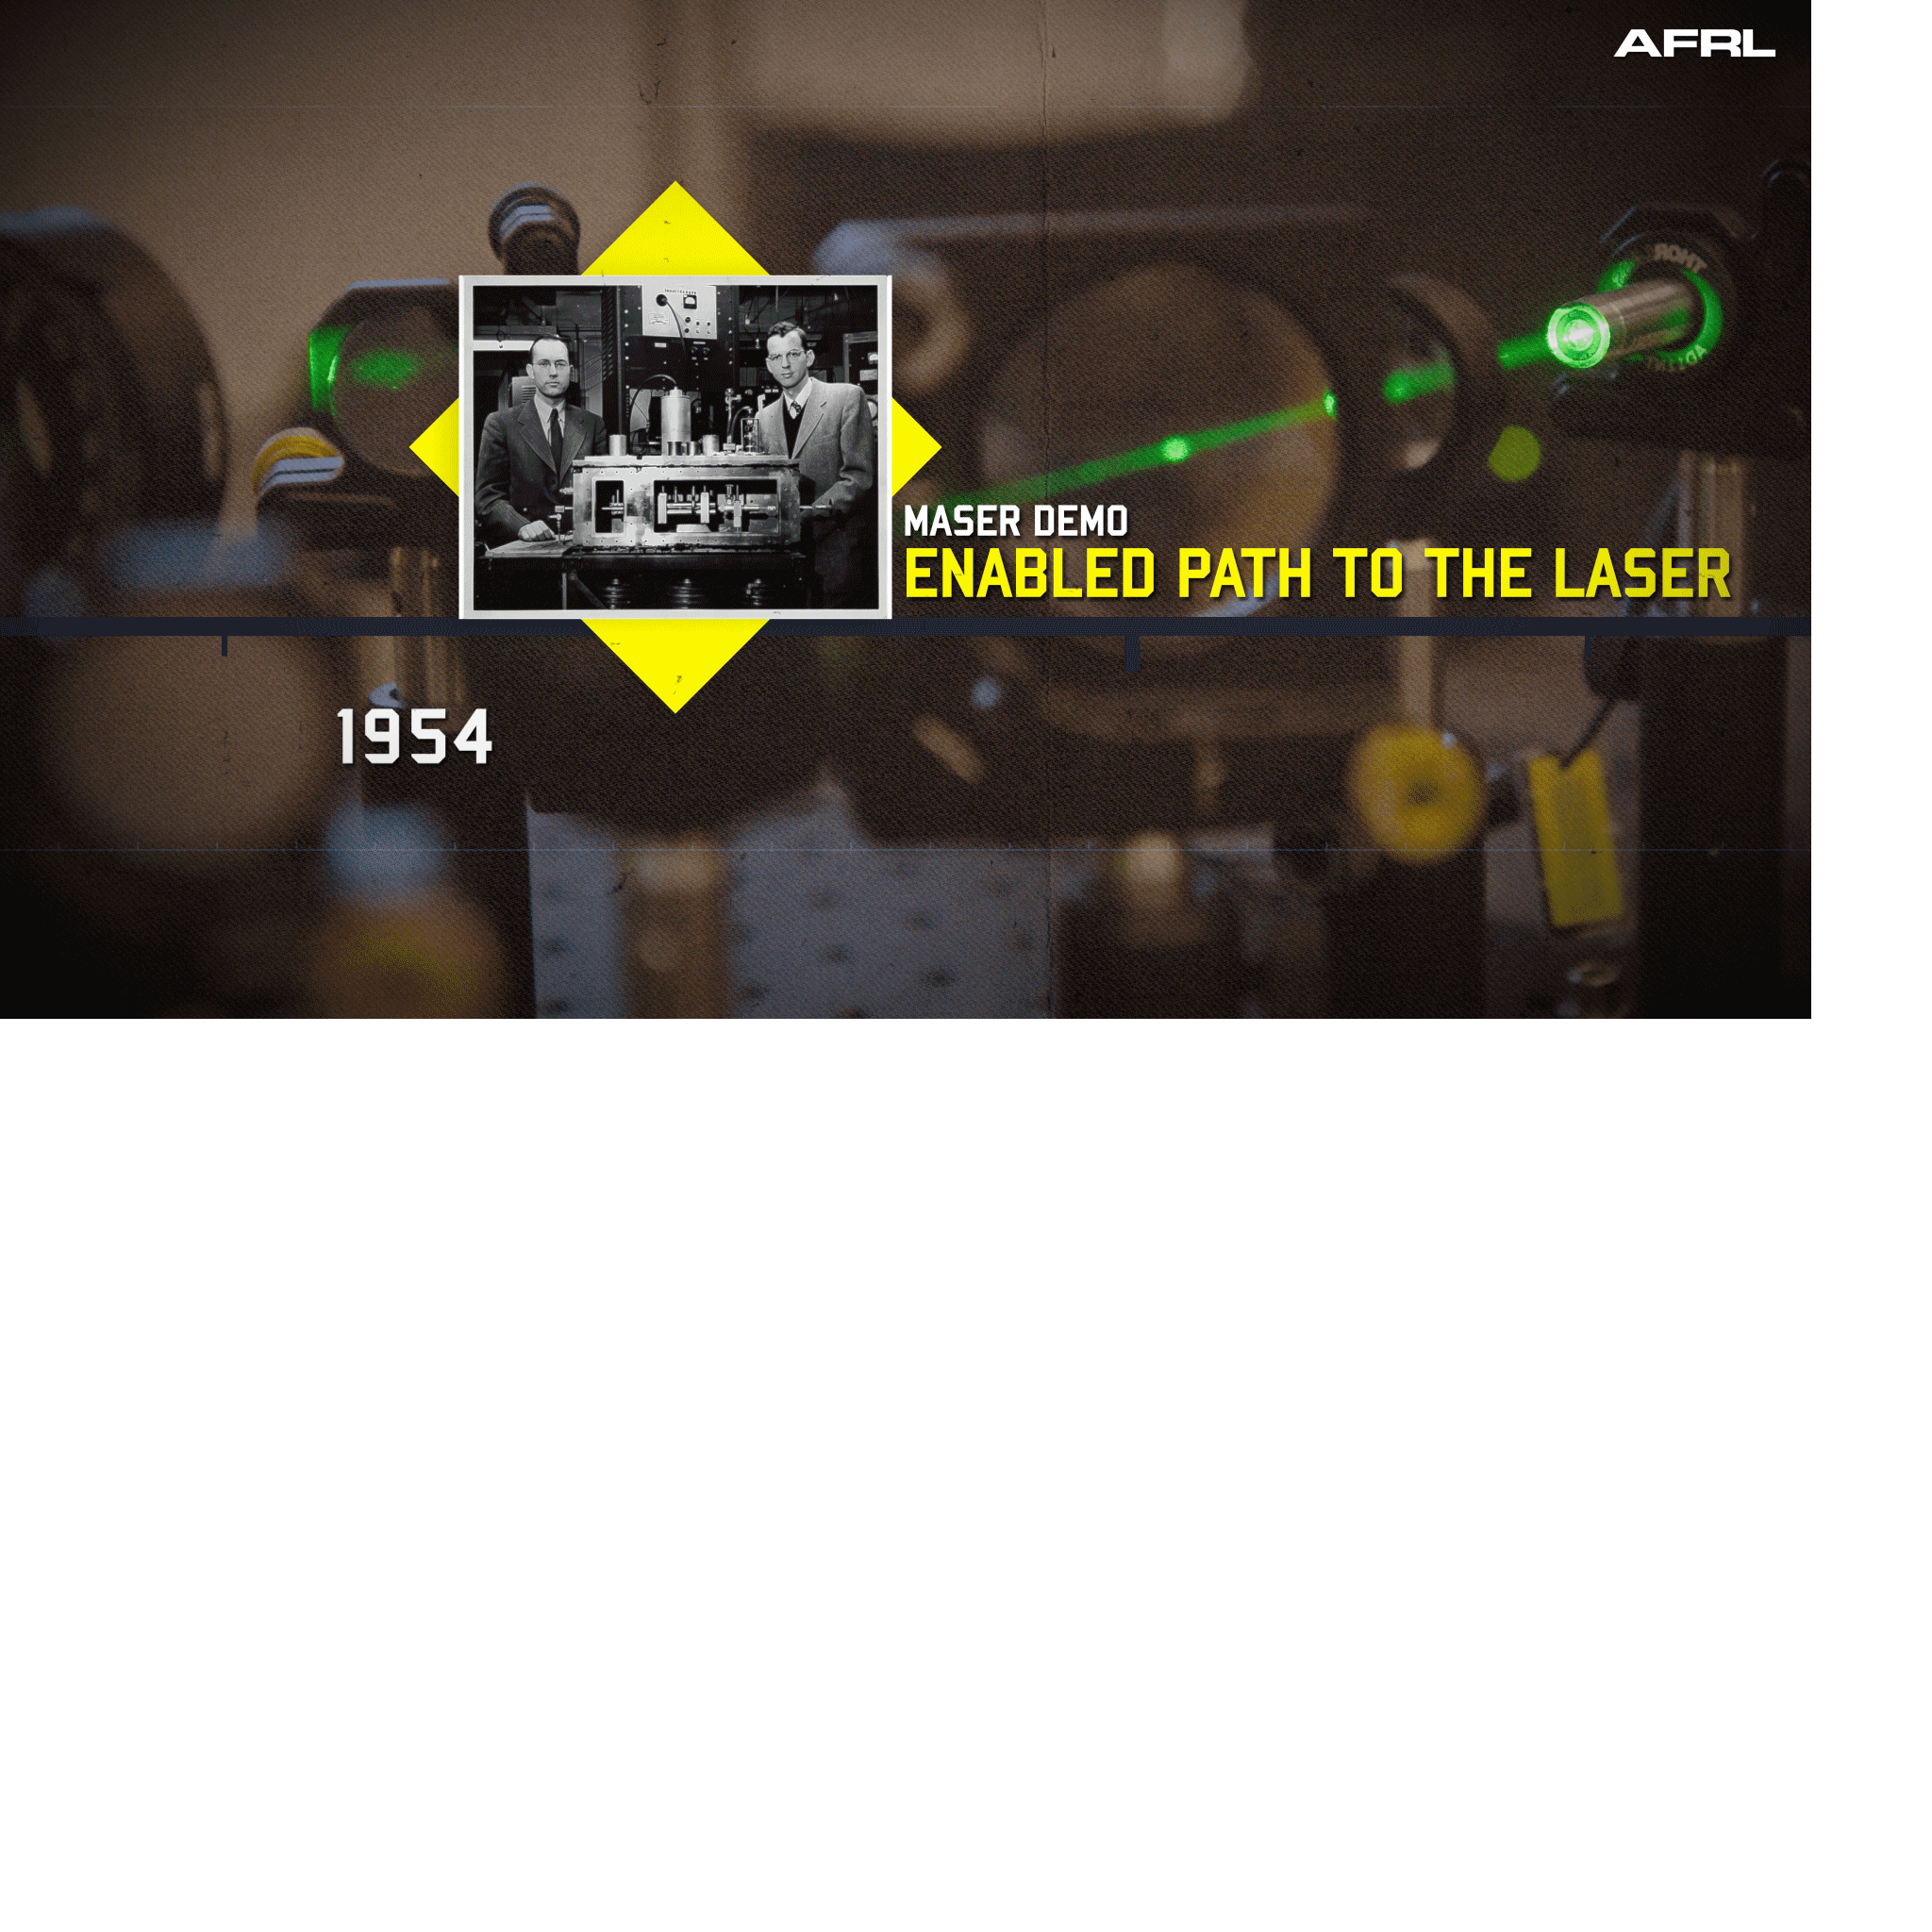 AFRL
MASER DEMO
ENABLED PATH TO THE LASER
1954